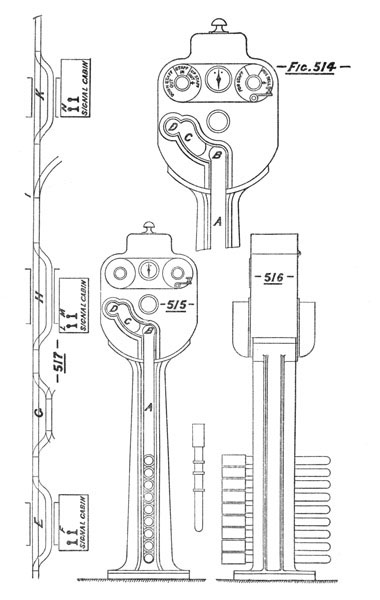 K
N
SIGNAL CABIN
FIG. 514
D
C
B
A
H
L M
SIGNAL CABIN
517
G
E
F
SIGNAL CABIN
515
D
C
B
A
516